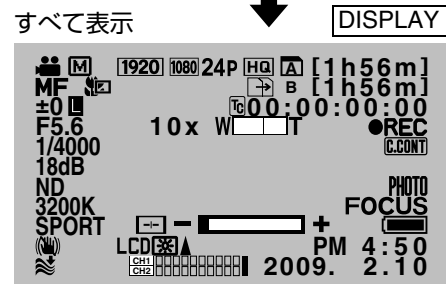 すべて表示 DISPLAY
M 1920 1080 24P HQ A [1h56m]
MF B [1h56m]
±0 L TC 00:00:00:00
F5.6 10x W T ●REC
1/4000 C.CONT
18dB
ND PHOTO
3200K FOCUS
SPORT − +
LCD PM 4:50
CH1
CH2 2009. 2.10